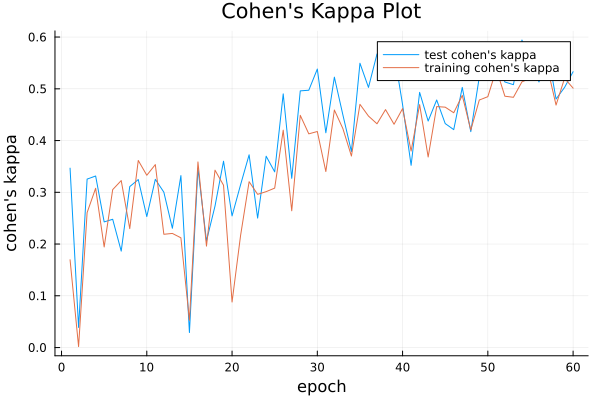 Cohen's Kappa Plot
test cohen's kappa
training cohen's kappa
cohen's kappa
0.6
0.5
0.4
0.3
0.2
0.1
0.0
0 10 20 30 40 50 60
epoch